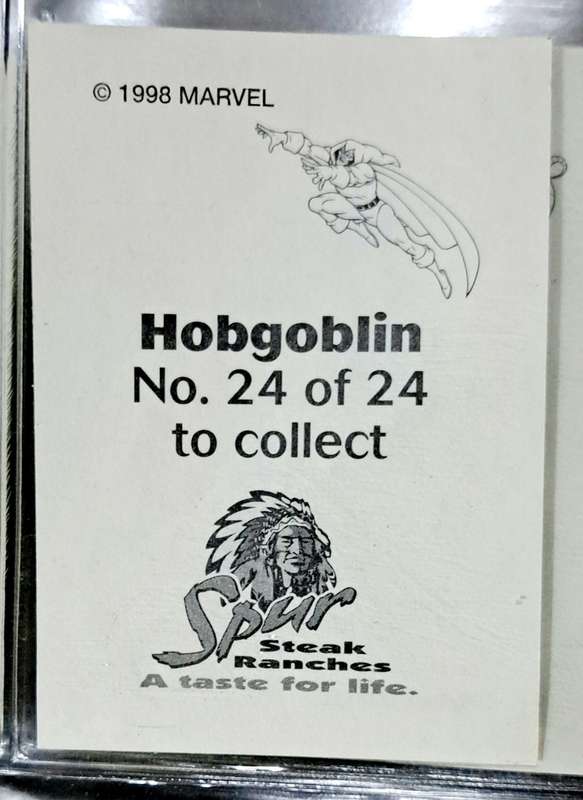 © 1998 MARVEL
Hobgoblin
No. 24 of 24
to collect
Spur
Steak
Ranches
A taste for life.